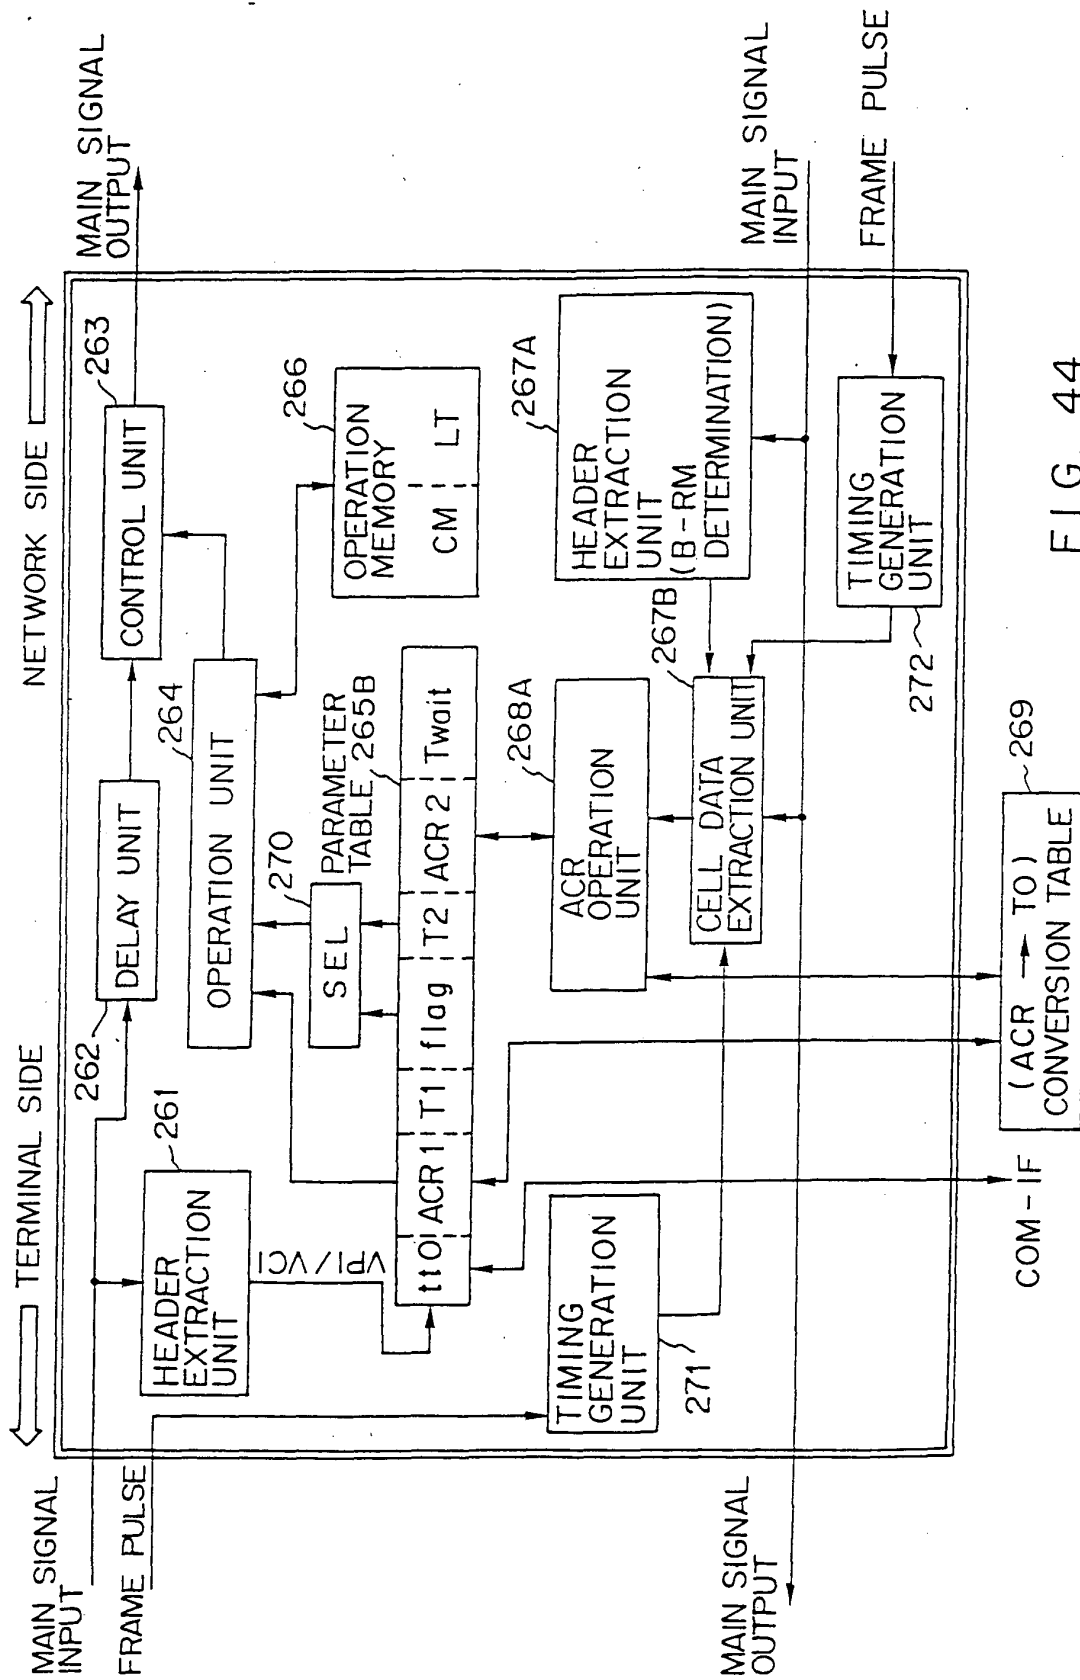 TERMINAL SIDE
NETWORK SIDE
MAIN SIGNAL
INPUT
FRAME PULSE
262
DELAY UNIT
CONTROL UNIT
263
MAIN SIGNAL
OUTPUT
261
HEADER
EXTRACTION
UNIT
VPI/VCI
264
OPERATION UNIT
270
SEL
PARAMETER
TABLE 265B
266
OPERATION
MEMORY
CM
LT
tt0
ACR1
T1
flag
T2
ACR2
Twait
TIMING
GENERATION
UNIT
271
ACR
OPERATION
UNIT
268A
267B
CELL DATA
EXTRACTION UNIT
267A
HEADER
EXTRACTION
UNIT
(B-RM
DETERMINATION)
MAIN SIGNAL
INPUT
MAIN SIGNAL
OUTPUT
TIMING
GENERATION
UNIT
272
FRAME PULSE
COM-IF
269
(ACR → TO)
CONVERSION TABLE
FIG. 44